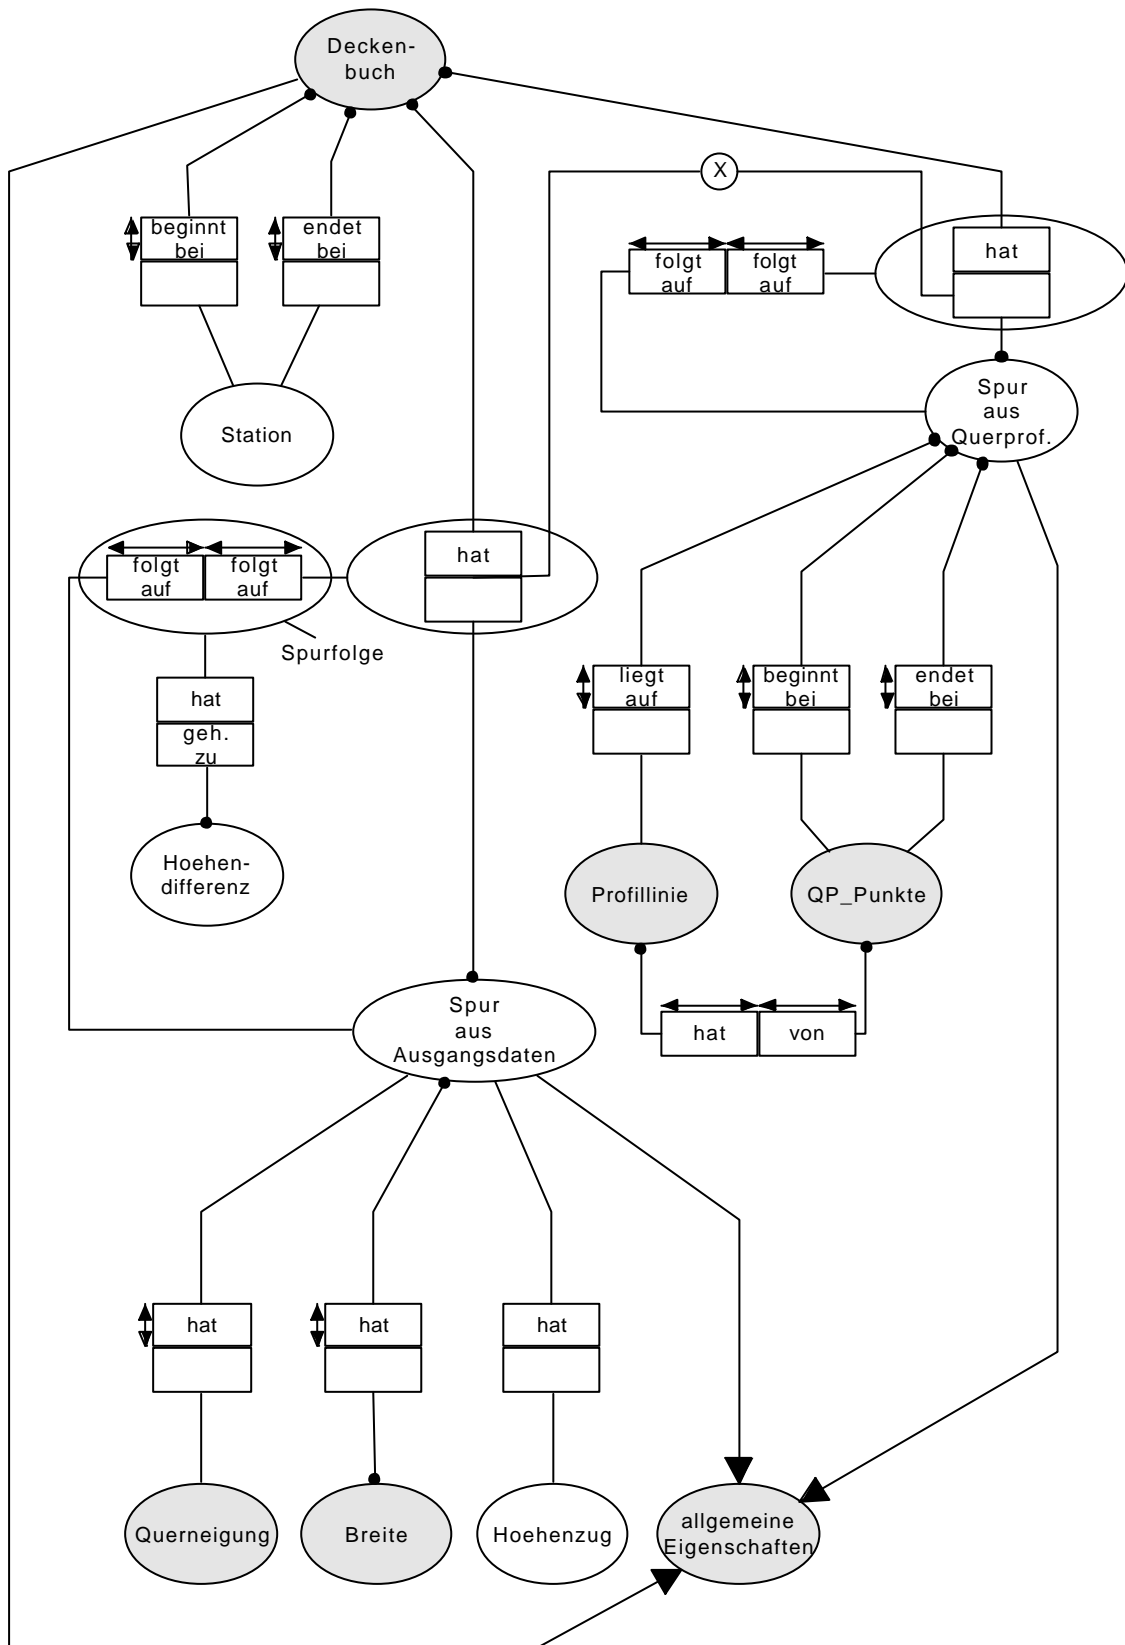 Decken-
buch
X
beginnt
bei
endet
bei
hat
folgt
auf
folgt
auf
Spur
aus
Querprof.
Station
hat
folgt
auf
folgt
auf
Spurfolge
liegt
auf
beginnt
bei
endet
bei
hat
geh.
zu
Hoehen-
differenz
Profillinie
QP_Punkte
Spur
aus
Ausgangsdaten
hat
von
hat
hat
hat
Querneigung
Breite
Hoehenzug
allgemeine
Eigenschaften